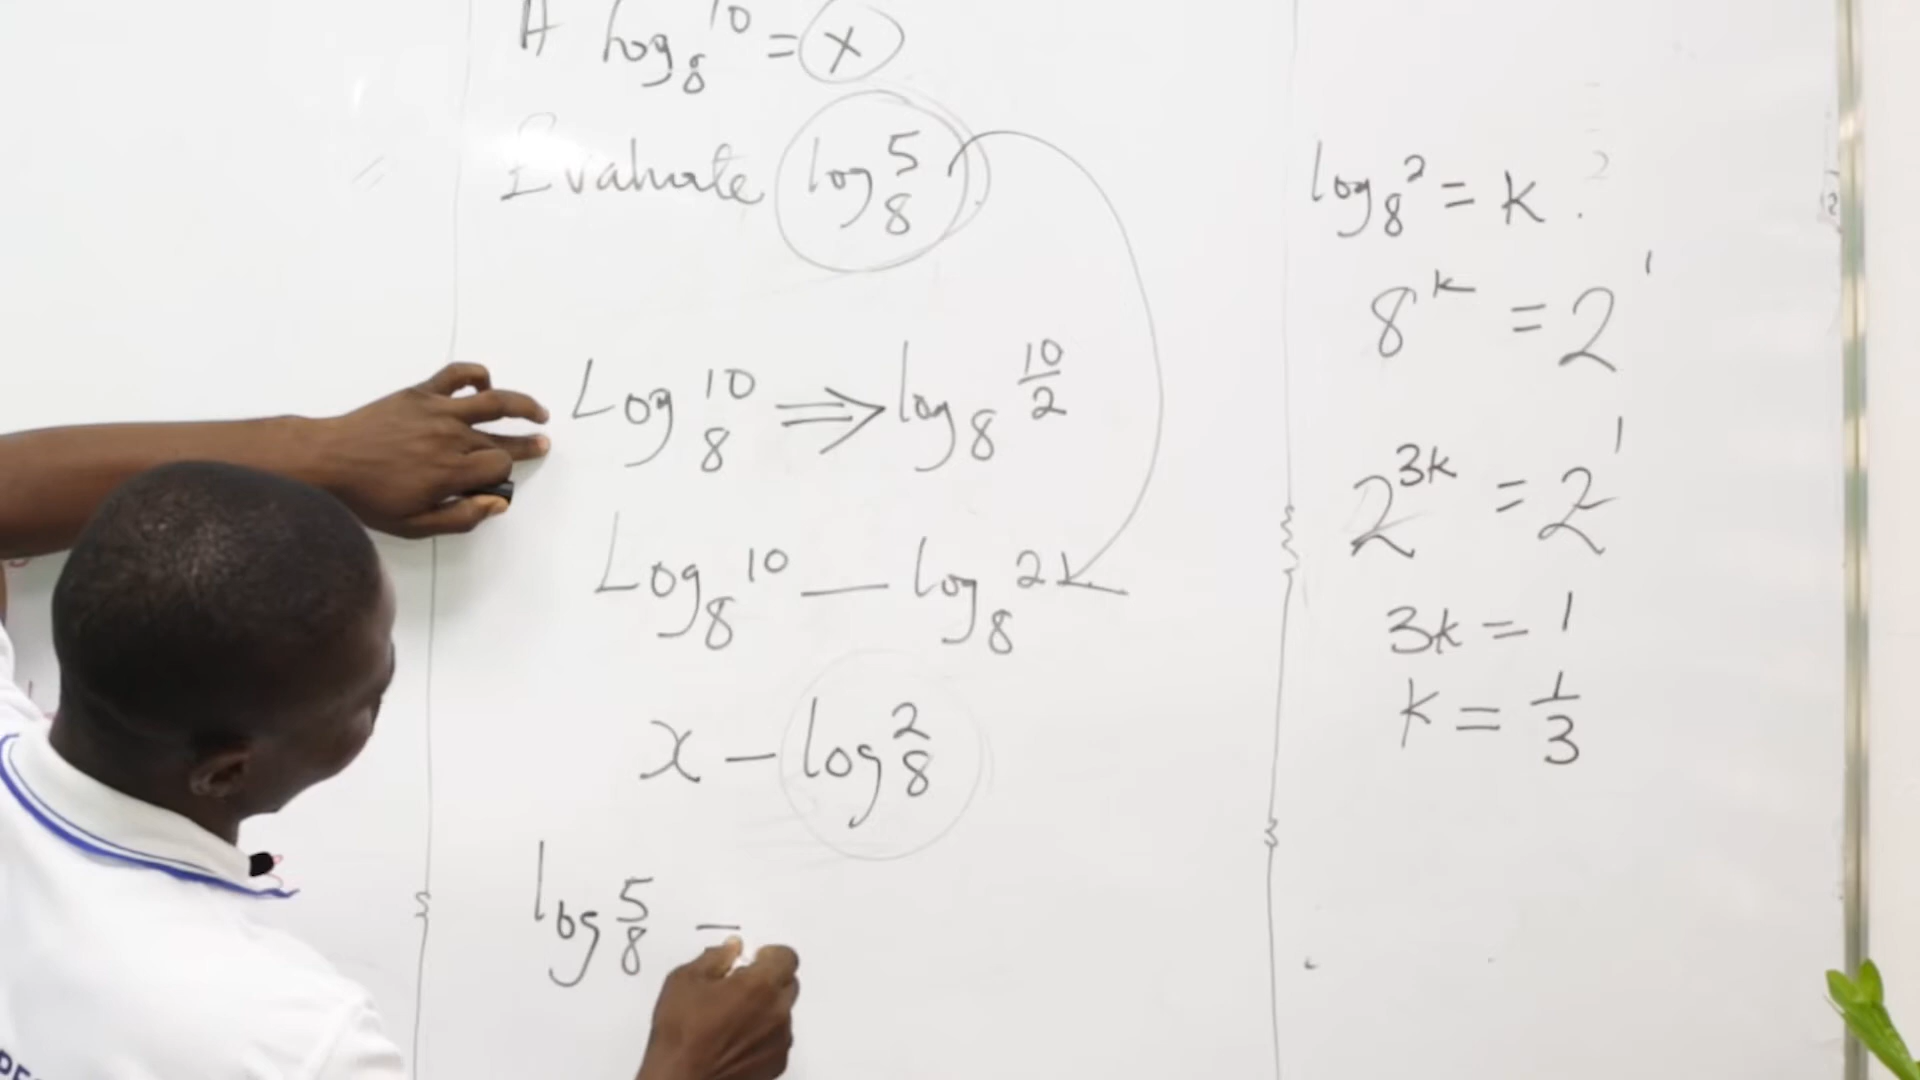 If log₈¹⁰ = x
Evaluate log₈⁵
Log₈¹⁰ ⇒ log₈ 10/2
Log₈¹⁰ — log₈²
x - log₈²
log₈⁵ =
log₈² = k
8ᵏ = 2¹
2³ᵏ = 2¹
3k = 1
k = 1/3